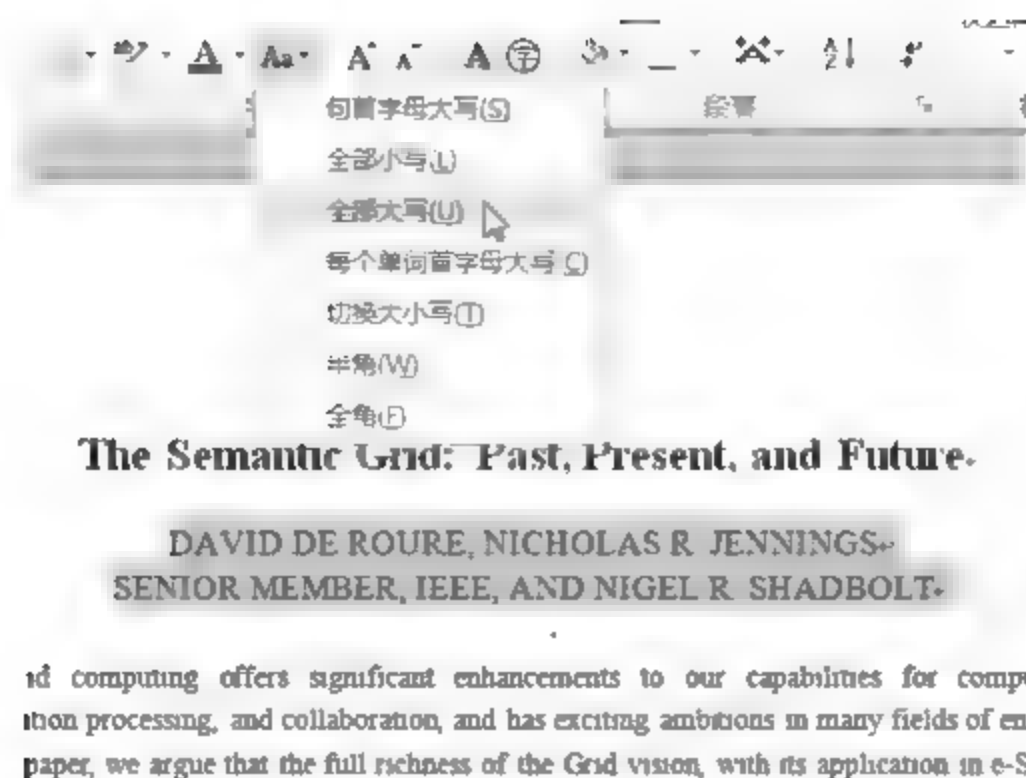 Aa A A A 字
句首字母大写(S) 段落
全部小写(L)
全部大写(U)
每个单词首字母大写(C)
切换大小写(T)
半角(W)
全角(F)
The Semantic Grid: Past, Present, and Future
DAVID DE ROURE, NICHOLAS R JENNINGS
SENIOR MEMBER, IEEE, AND NIGEL R SHADBOLT
computing offers significant enhancements to our capabilities for
processing, and collaboration, and has exciting ambitions in many fields of
paper, we argue that the full richness of the Grid vision, with its application in